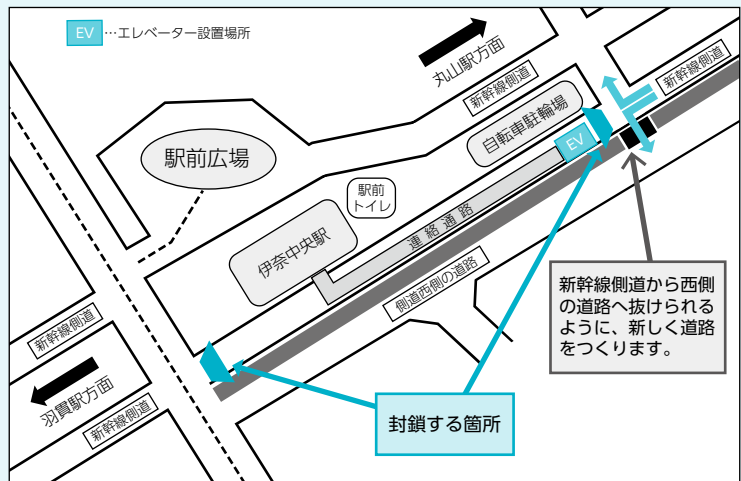 EV …エレベーター設置場所
丸山駅方面
新幹線側道
新幹線側道
自転車駐輪場
EV
駅前広場
駅前
トイレ
連絡通路
伊奈中央駅
側道西側の道路
新幹線側道から西側
の道路へ抜けられる
ように、新しく道路
をつくります。
新幹線側道
羽貫駅方面
新幹線側道
封鎖する箇所